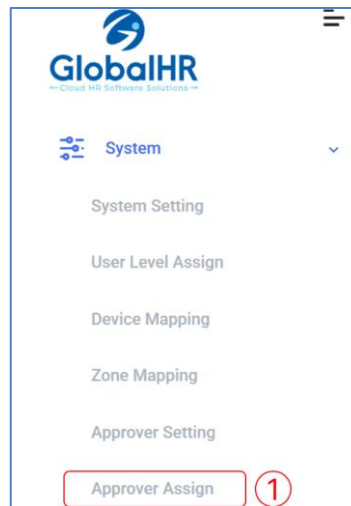 GlobalHR
Cloud HR Software Solutions
System
System Setting
User Level Assign
Device Mapping
Zone Mapping
Approver Setting
Approver Assign ①